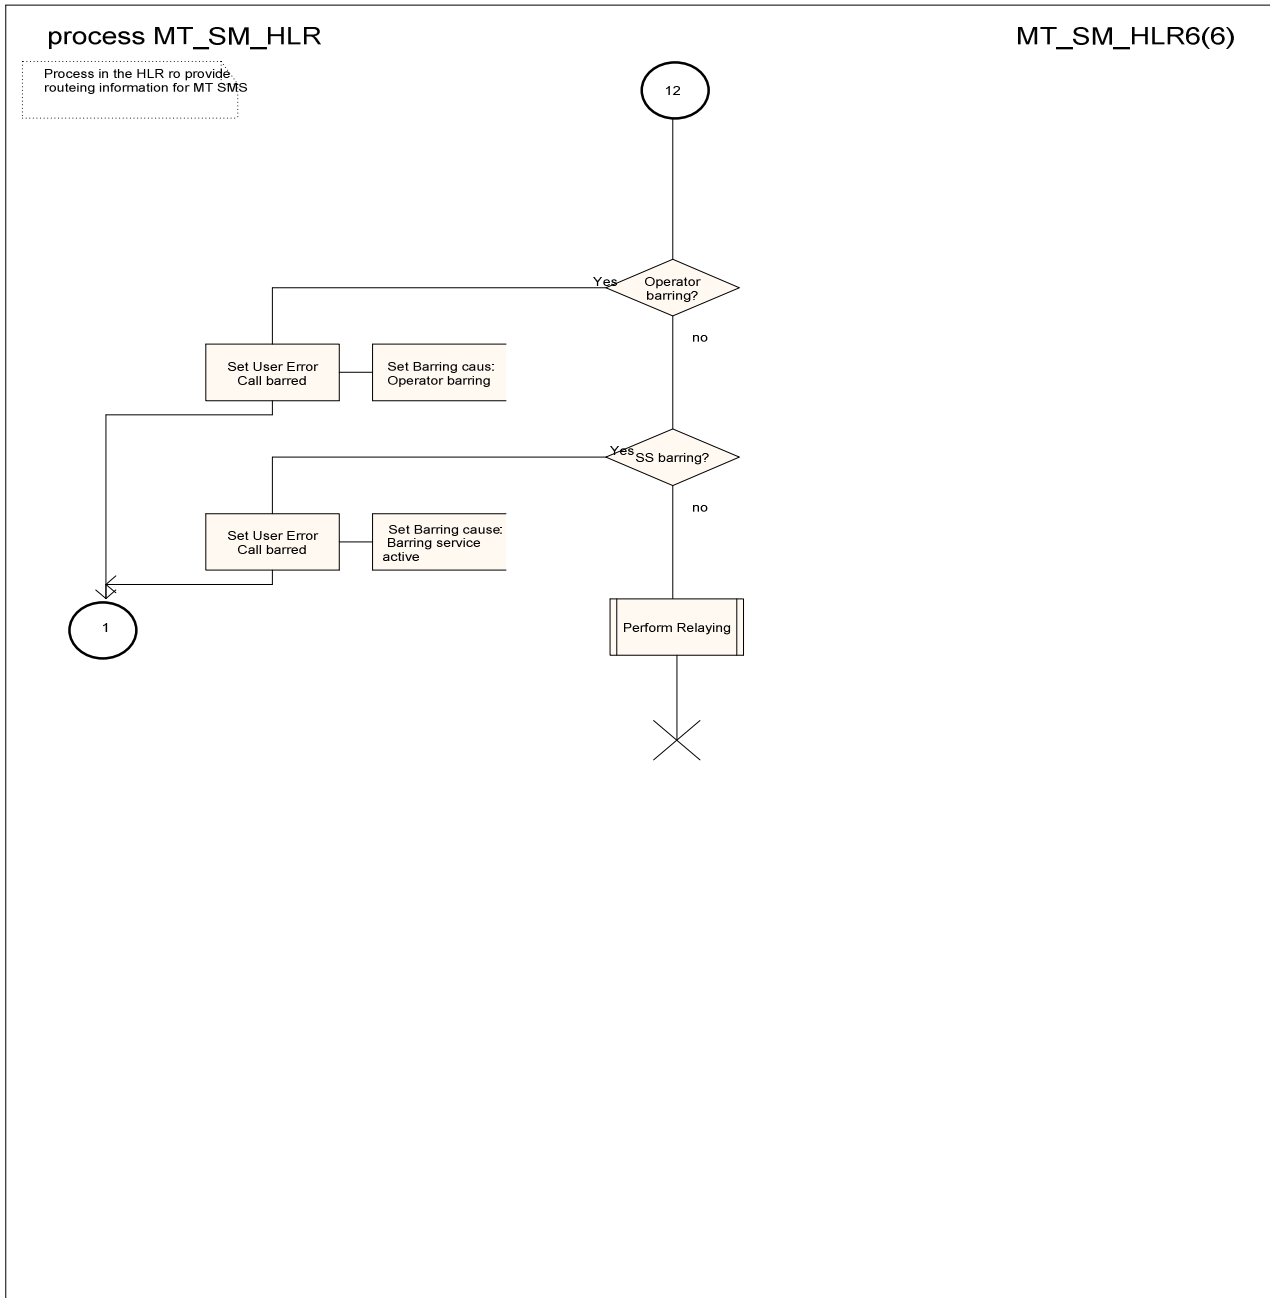 process MT_SM_HLR
MT_SM_HLR6(6)
Process in the HLR ro provide
routeing information for MT SMS
12
Yes
Operator
barring?
no
Set User Error
Call barred
Set Barring caus:
Operator barring
Yes
SS barring?
no
Set User Error
Call barred
Set Barring cause:
Barring service
active
1
Perform Relaying